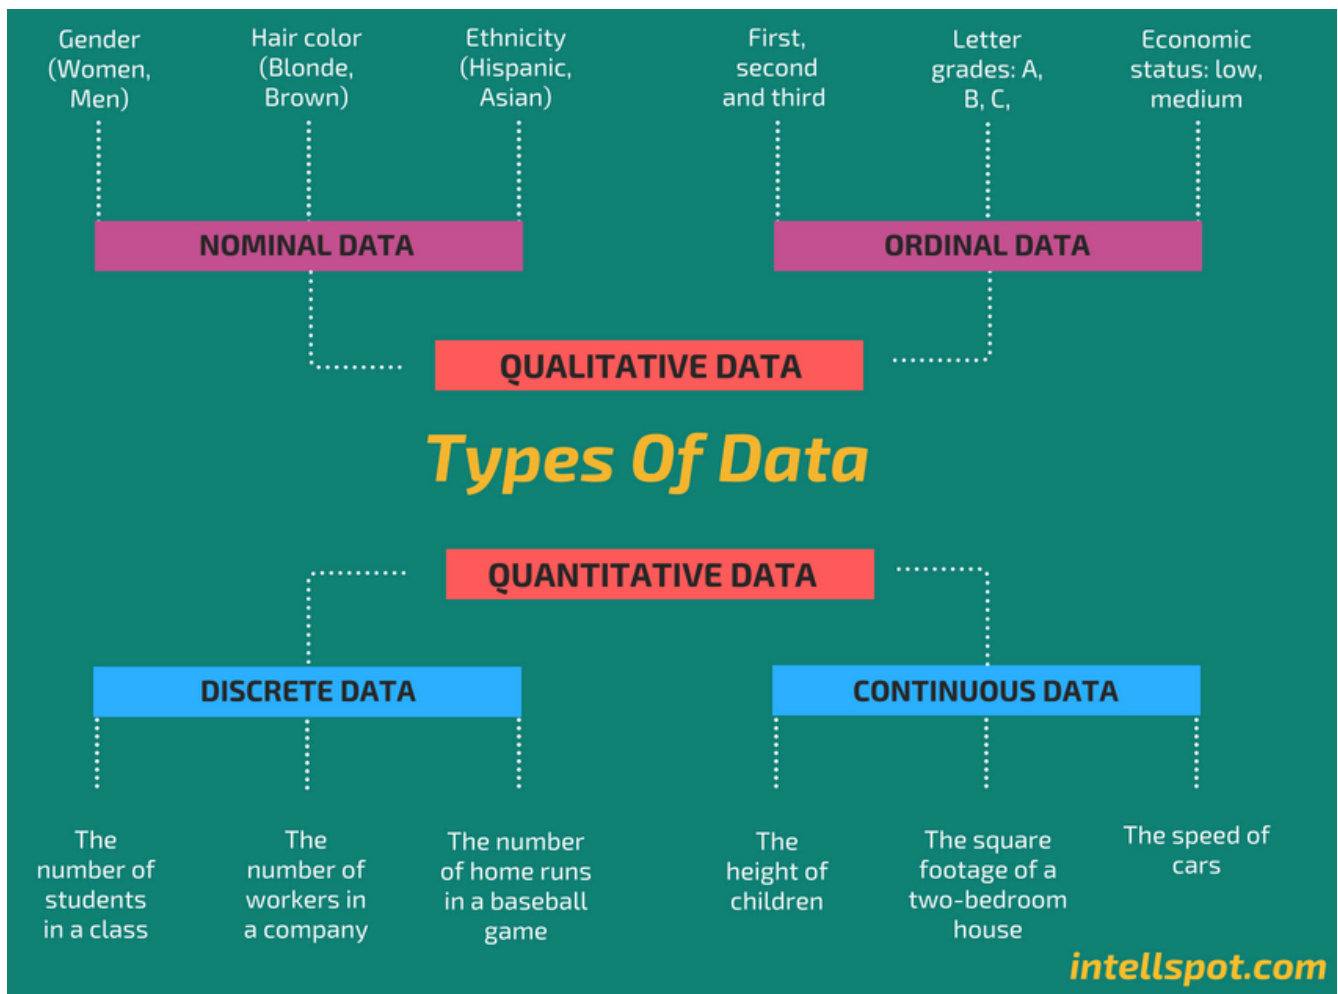 Gender
(Women,
Men)
Hair color
(Blonde,
Brown)
Ethnicity
(Hispanic,
Asian)
First,
second
and third
Letter
grades: A,
B, C,
Economic
status: low,
medium
NOMINAL DATA
ORDINAL DATA
QUALITATIVE DATA
Types Of Data
QUANTITATIVE DATA
DISCRETE DATA
CONTINUOUS DATA
The
number of
students
in a class
The
number of
workers in
a company
The number
of home runs
in a baseball
game
The
height of
children
The square
footage of a
two-bedroom
house
The speed of
cars
intellspot.com